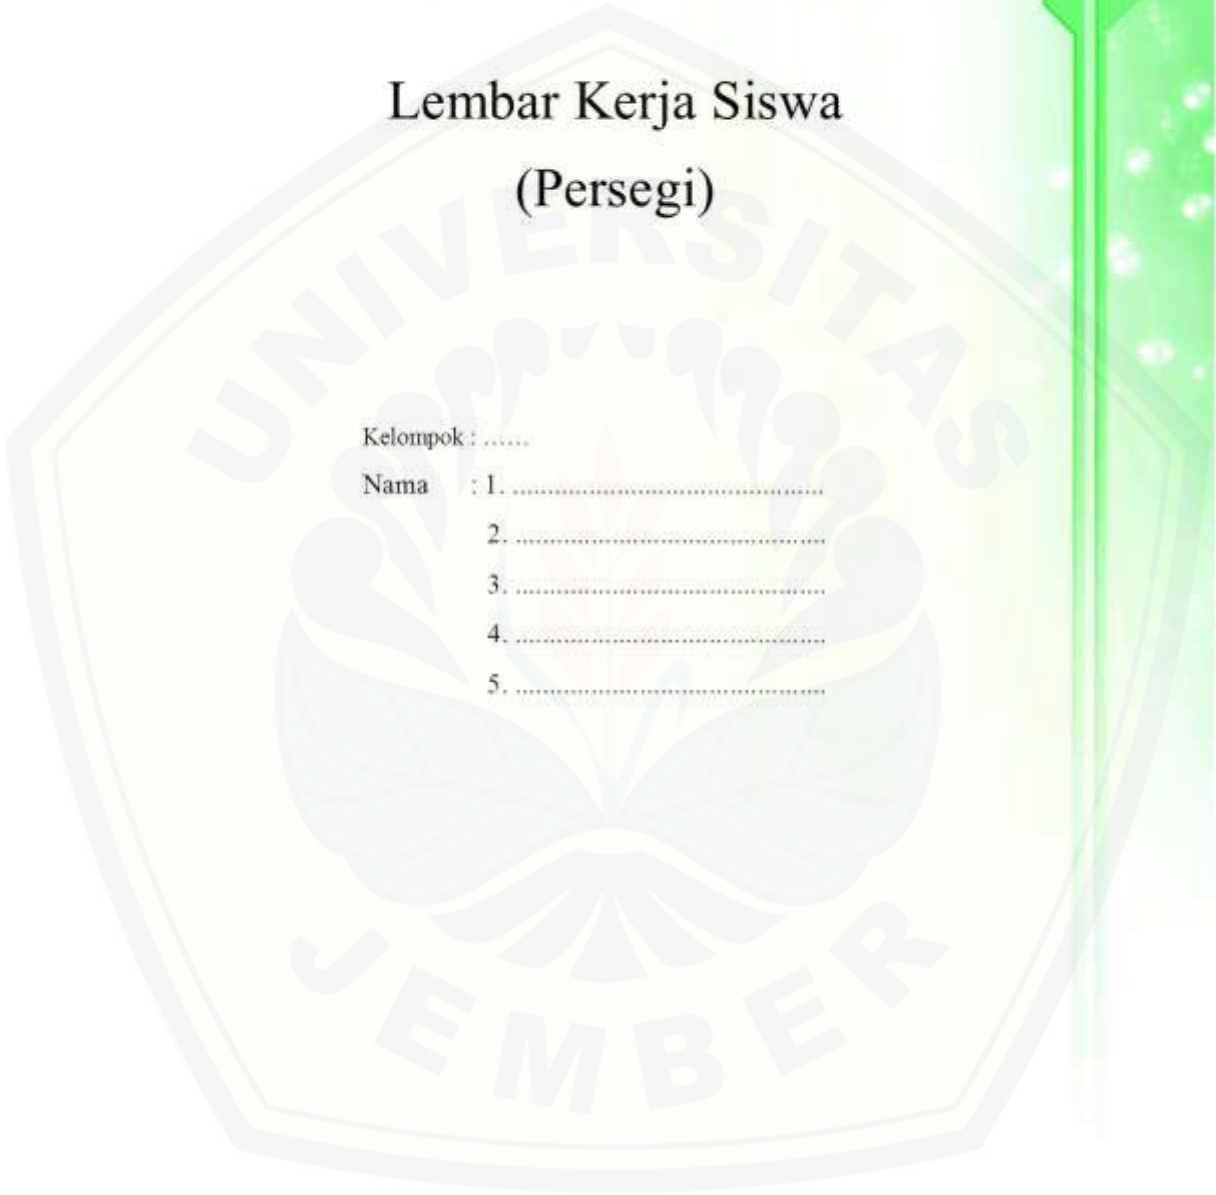 Lembar Kerja Siswa
(Persegi)
Kelompok : ......
Nama : 1. .............................................
2. .............................................
3. .............................................
4. .............................................
5. .............................................
UNIVERSITAS
JEMBER